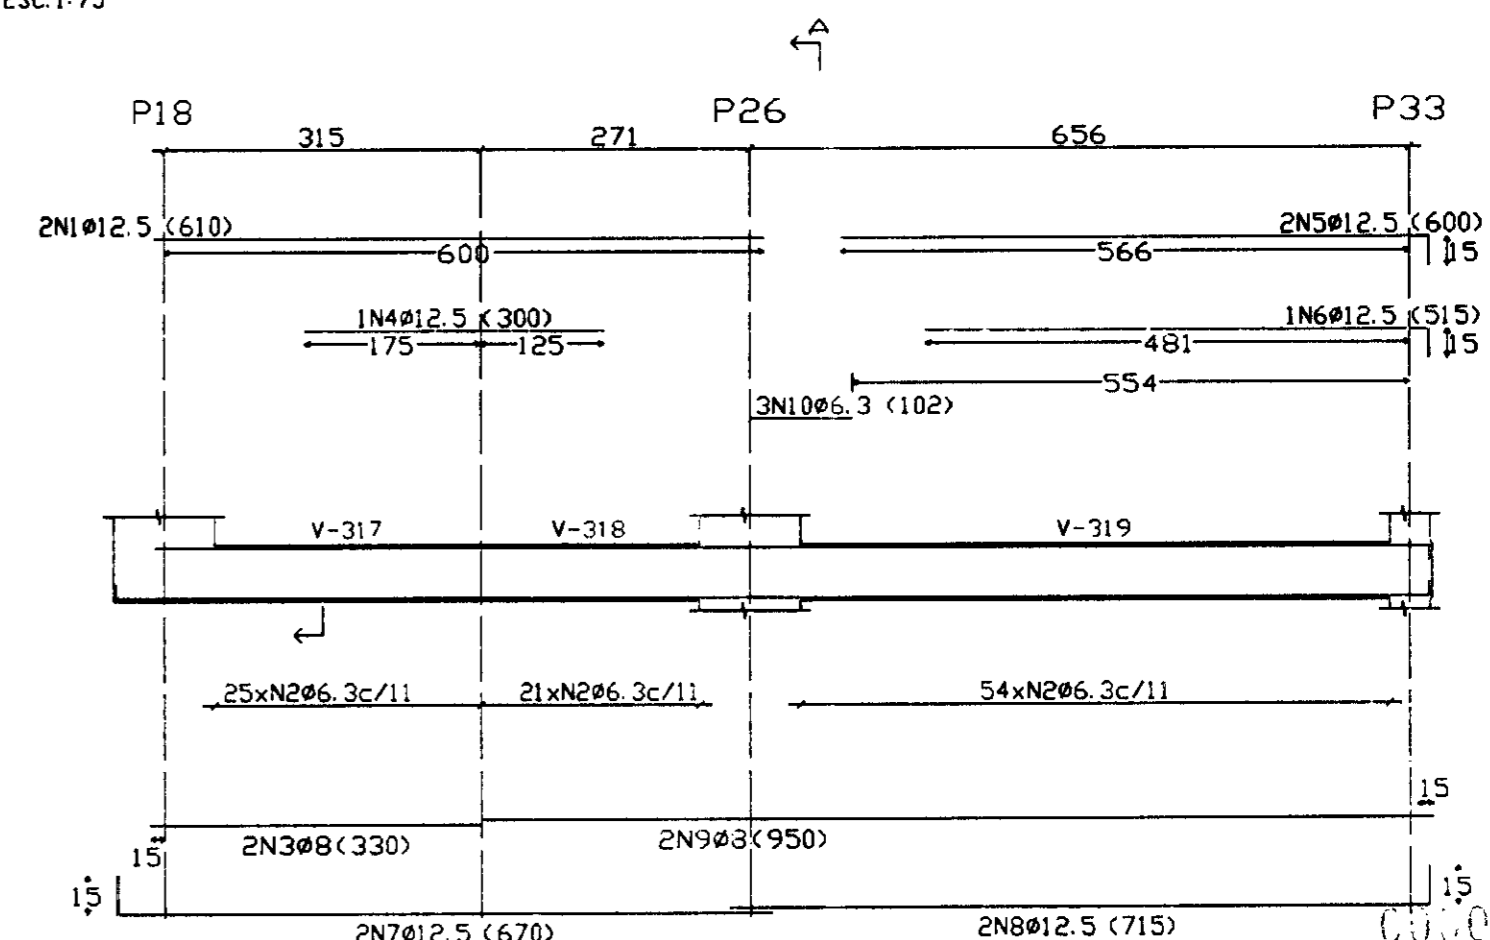 ESC. 1:75
A
P18 P26 P33
315 271 656
2N1ø12.5 (610) 2N5ø12.5 (600)
600 566 15
1N4ø12.5 (300) 1N6ø12.5 (515)
175 125 481 15
554
3N10ø6.3 (102)
V-317 V-318 V-319
25xN2ø6.3c/11 21xN2ø6.3c/11 54xN2ø6.3c/11
15
2N3ø8(330) 2N9ø8(950)
15
15 15
2N7ø12.5 (670) 2N8ø12.5 (715)